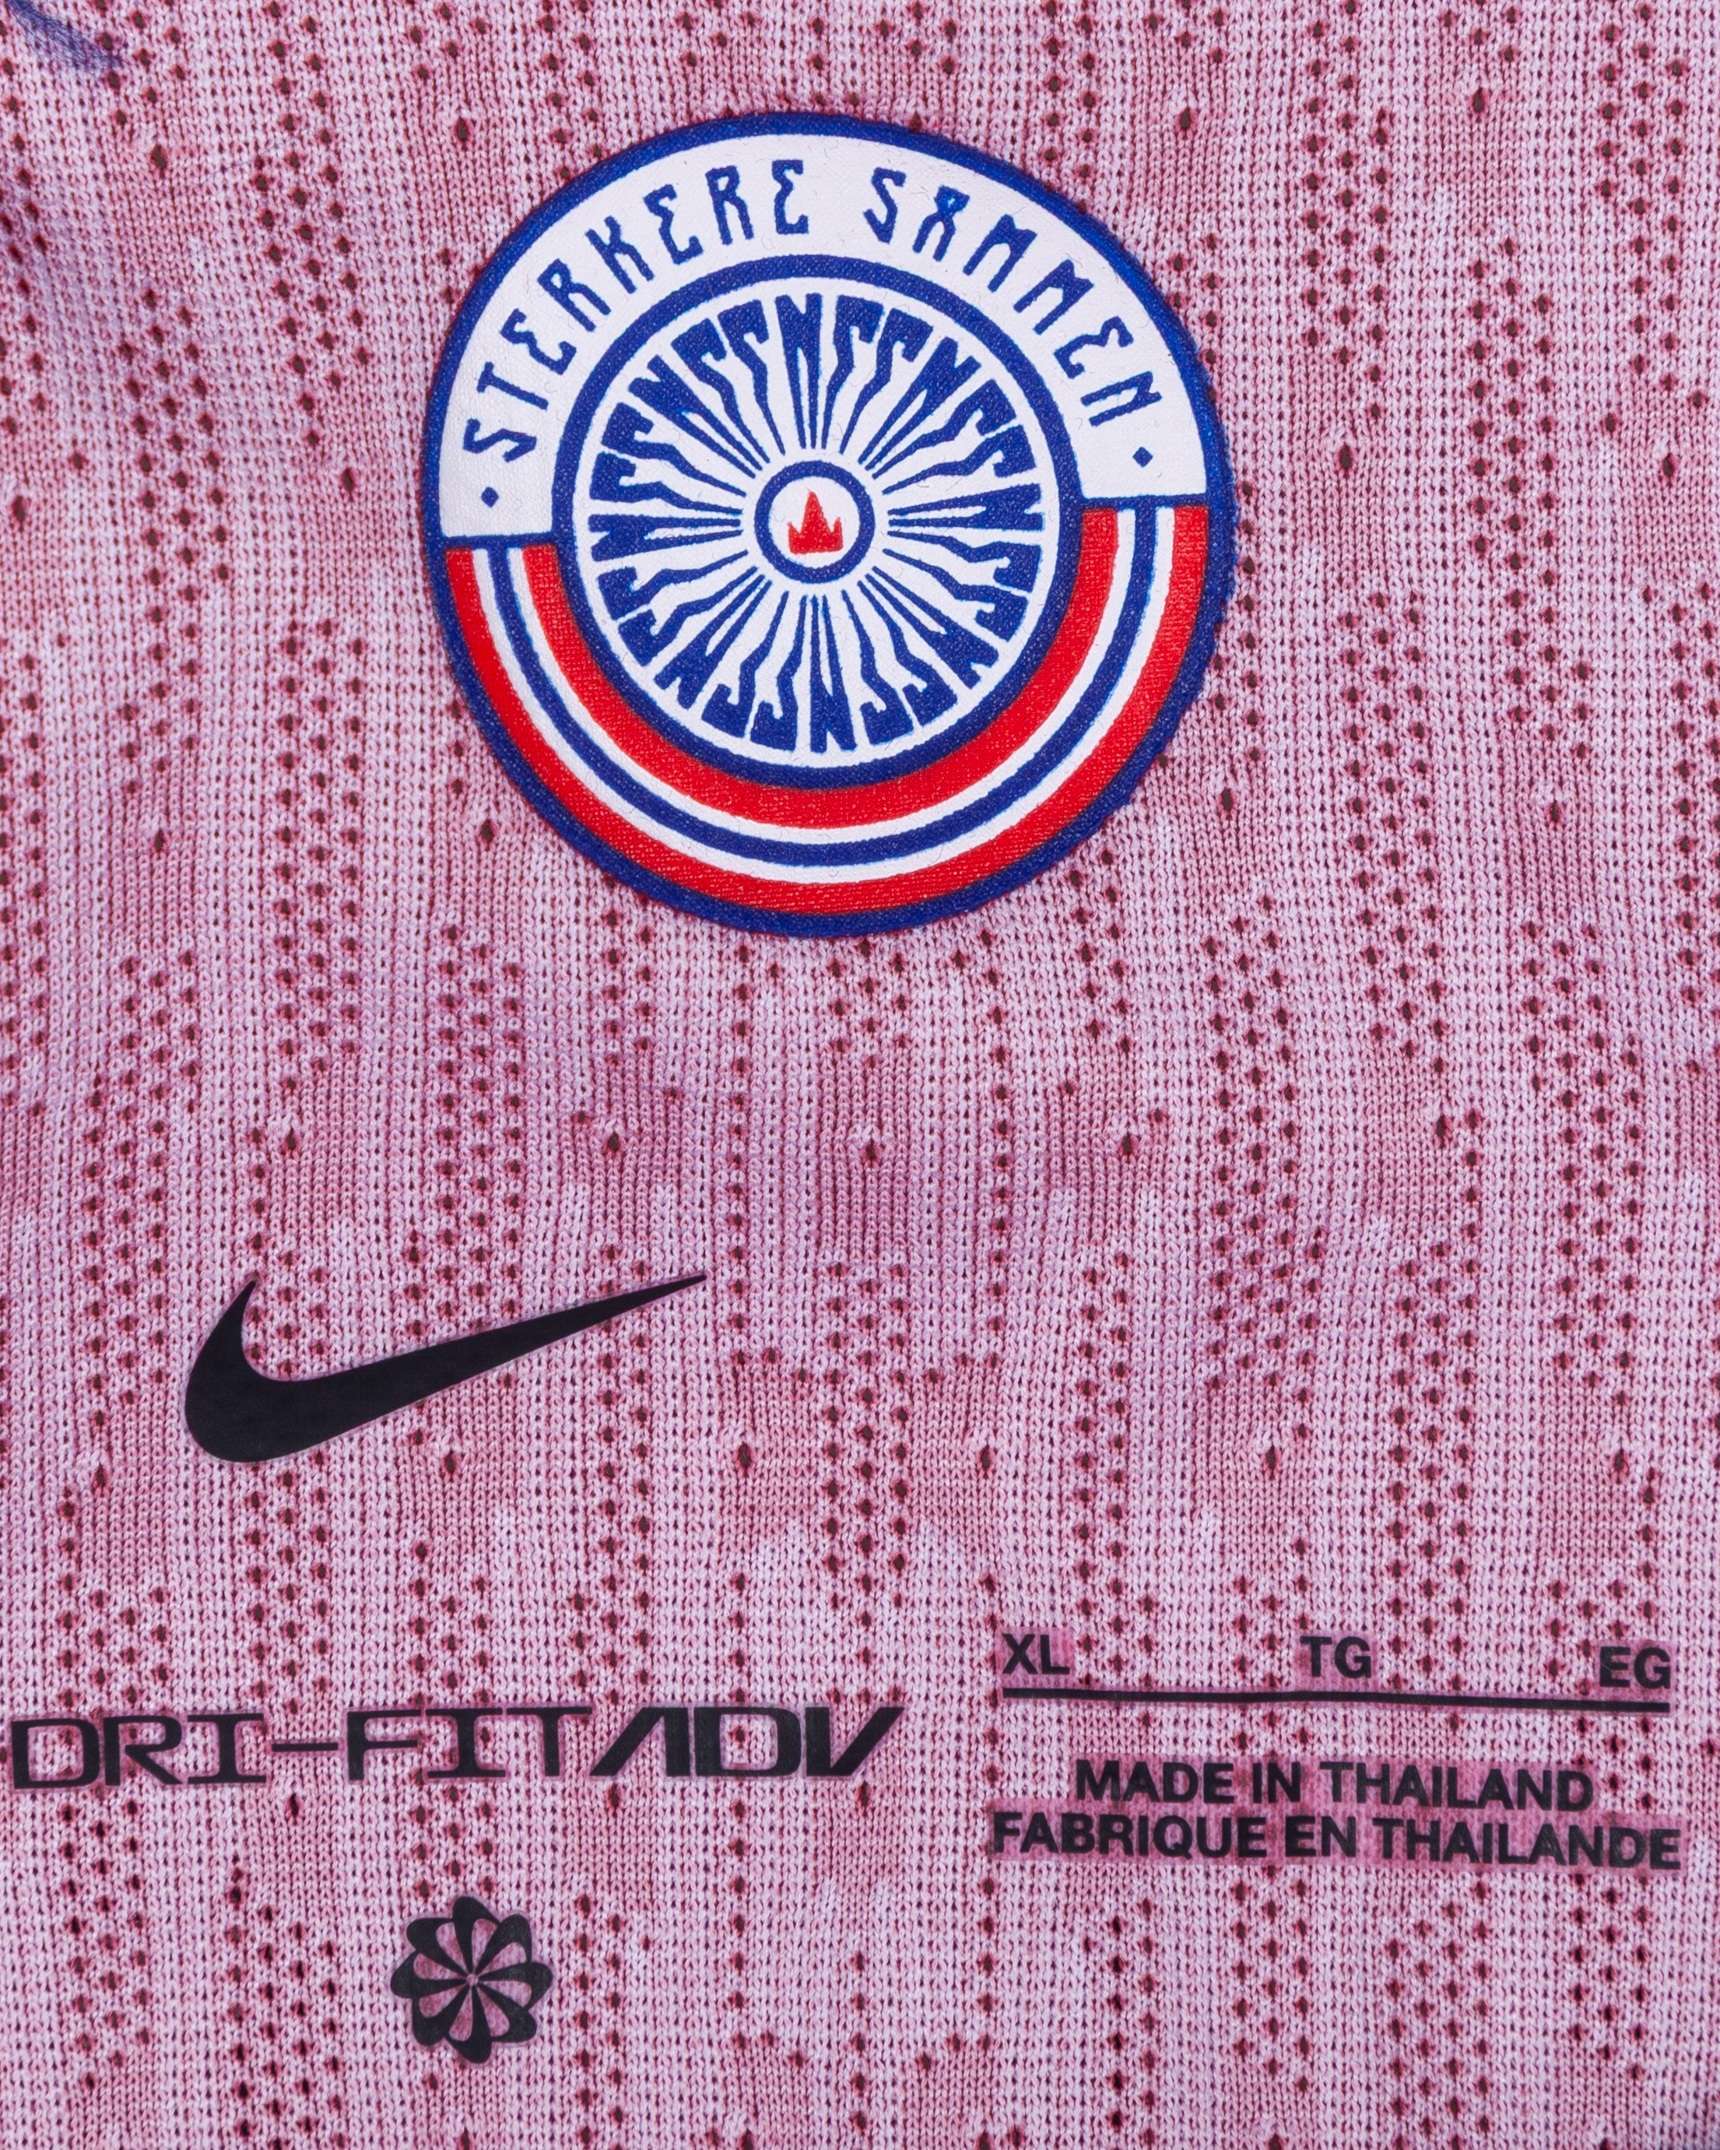 · STERKERE SAMMEN ·
DRI-FIT ADV
XL TG EG
MADE IN THAILAND
FABRIQUE EN THAILANDE